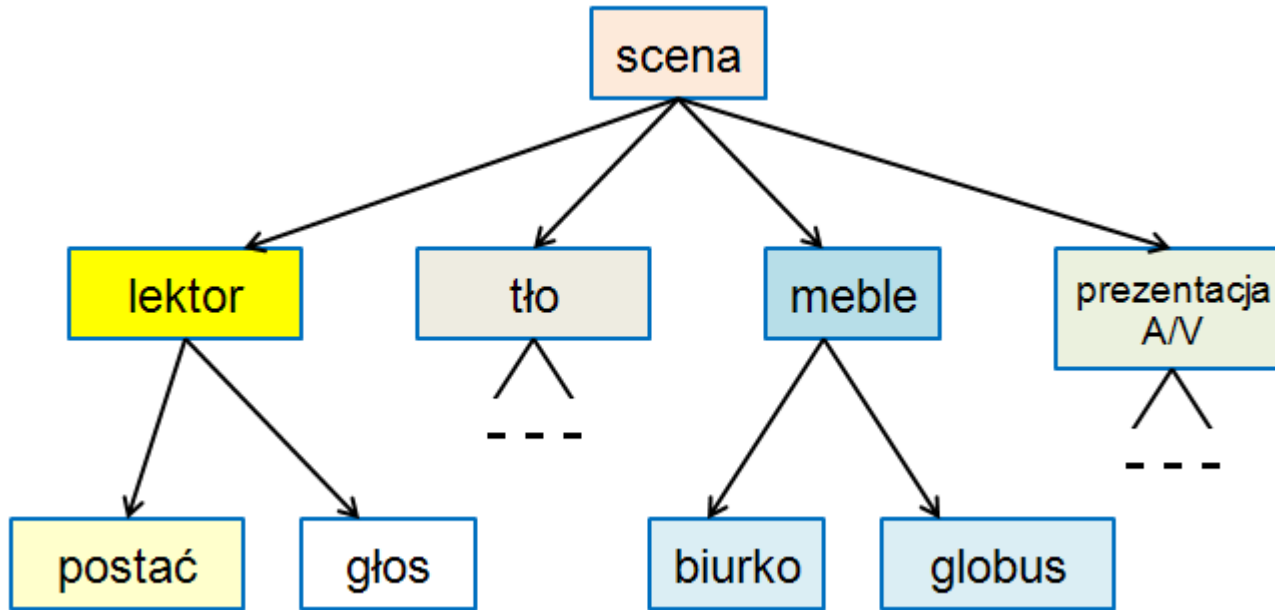 scena
lektor
tło
meble
prezentacja
A/V
postać
głos
biurko
globus